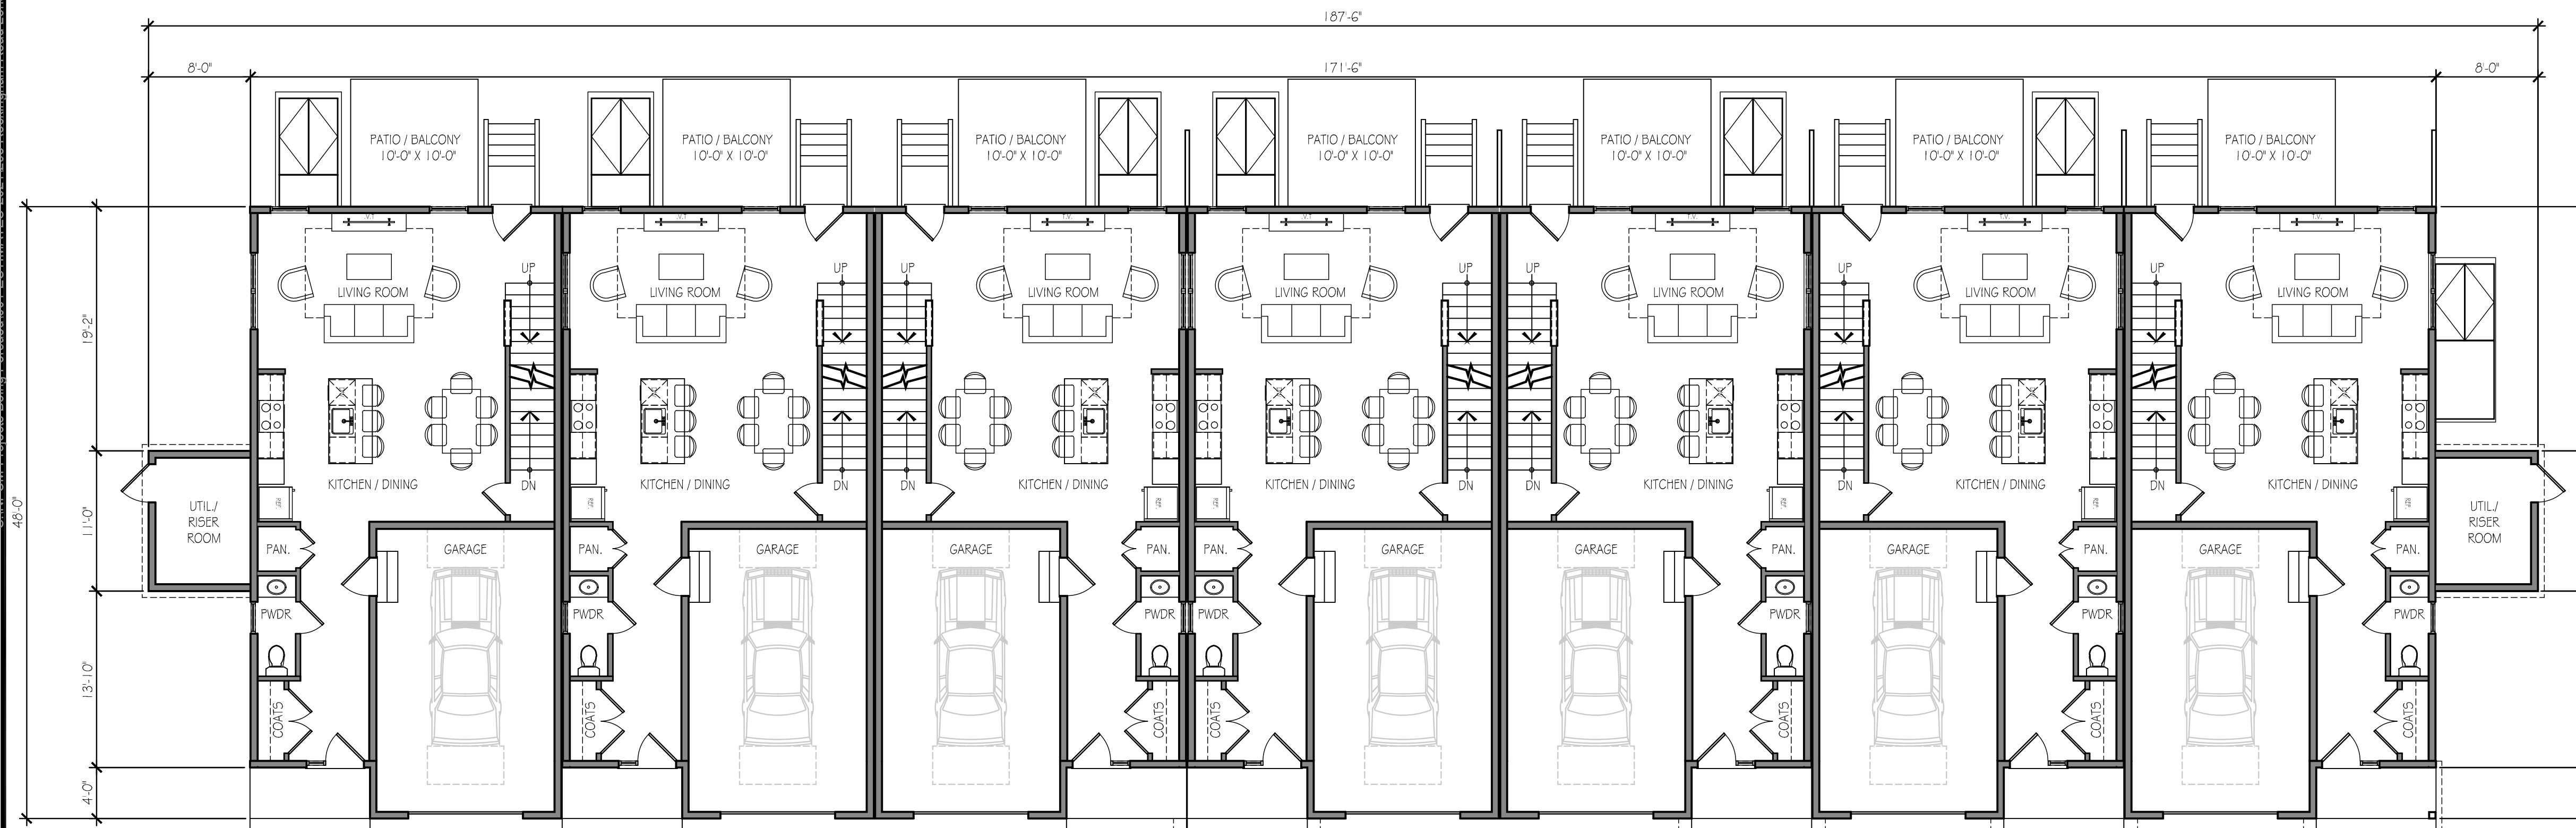 187'-6"
8'-0"
171'-6"
8'-0"
PATIO / BALCONY
10'-0" X 10'-0"
PATIO / BALCONY
10'-0" X 10'-0"
PATIO / BALCONY
10'-0" X 10'-0"
PATIO / BALCONY
10'-0" X 10'-0"
PATIO / BALCONY
10'-0" X 10'-0"
PATIO / BALCONY
10'-0" X 10'-0"
PATIO / BALCONY
10'-0" X 10'-0"
T.V.
T.V.
T.V.
T.V.
T.V.
T.V.
T.V.
UP
UP
UP
UP
UP
UP
UP
LIVING ROOM
LIVING ROOM
LIVING ROOM
LIVING ROOM
LIVING ROOM
LIVING ROOM
LIVING ROOM
19'-2"
48'-0"
11'-0"
13'-10"
4'-0"
KITCHEN / DINING
DN
KITCHEN / DINING
DN
DN
KITCHEN / DINING
KITCHEN / DINING
DN
DN
KITCHEN / DINING
DN
KITCHEN / DINING
DN
KITCHEN / DINING
REF.
REF.
REF.
REF.
REF.
REF.
REF.
UTIL./
RISER
ROOM
UTIL./
RISER
ROOM
PAN.
GARAGE
PAN.
GARAGE
GARAGE
PAN.
PAN.
GARAGE
GARAGE
PAN.
GARAGE
PAN.
GARAGE
PAN.
PWDR
PWDR
PWDR
PWDR
PWDR
PWDR
PWDR
COATS
COATS
COATS
COATS
COATS
COATS
COATS